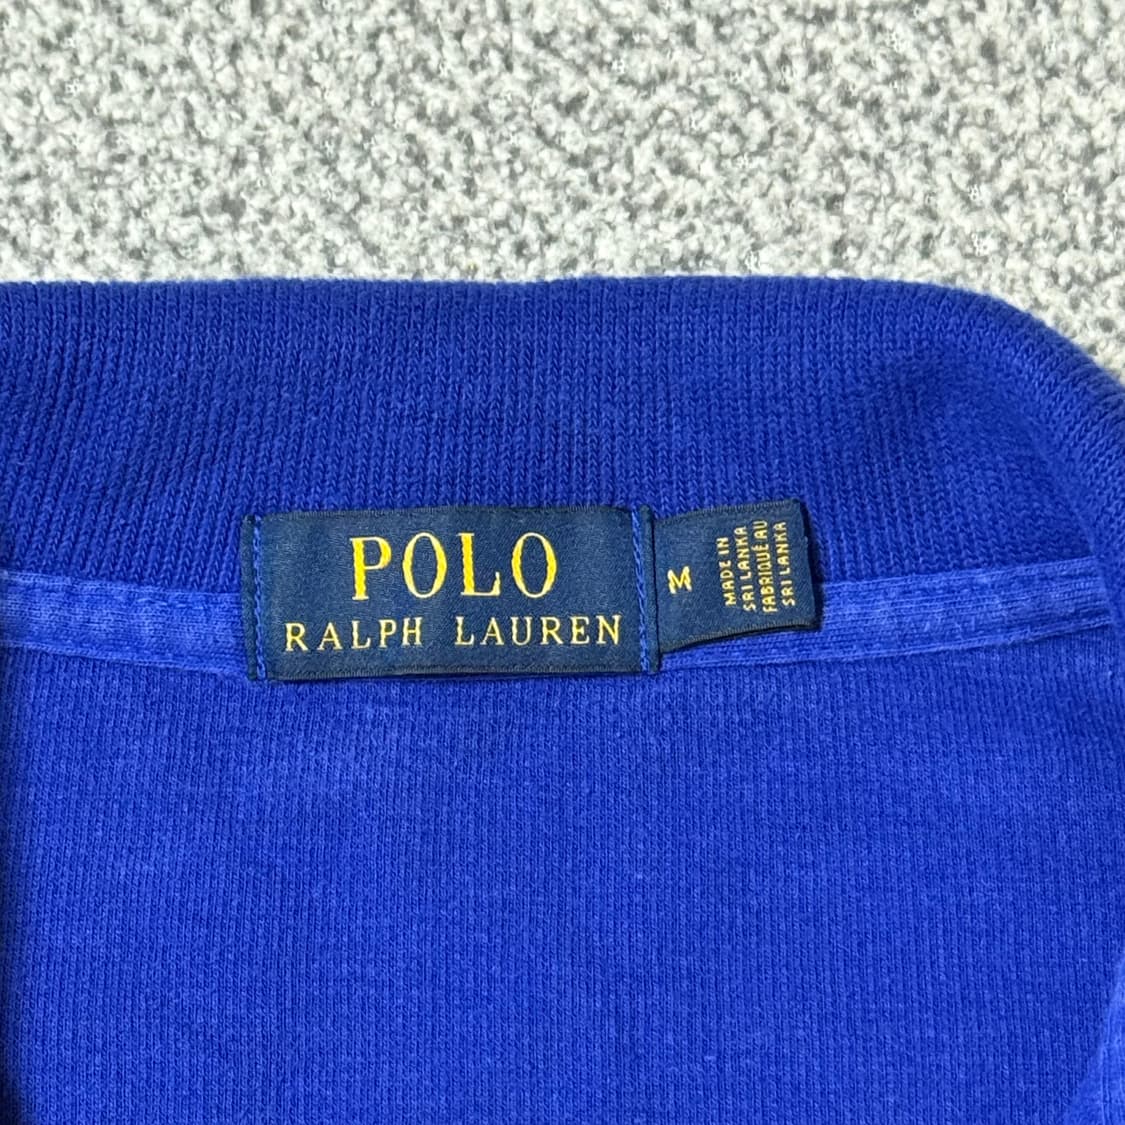 POLO
RALPH LAUREN
M
MADE IN
SRI LANKA
FABRIQUÉ AU
SRI LANKA